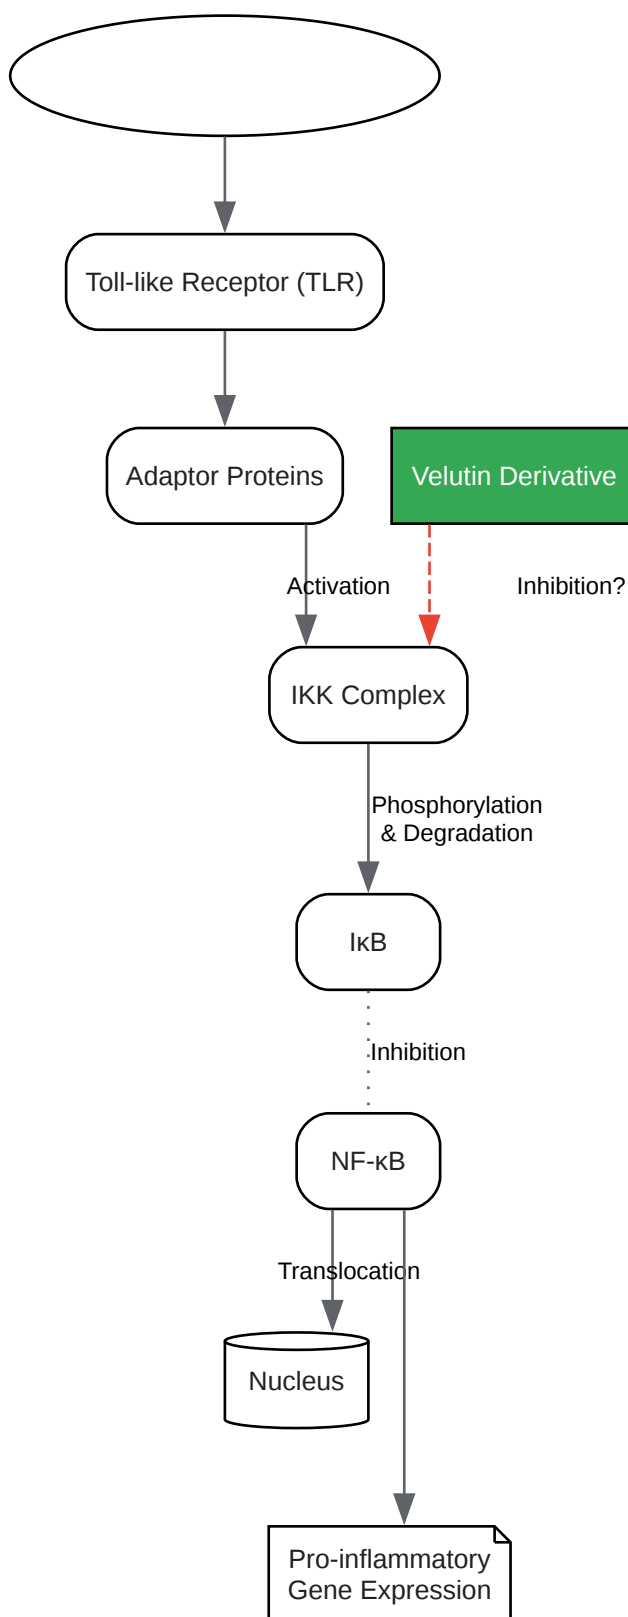 Toll-like Receptor (TLR)
Adaptor Proteins
Velutin Derivative
Activation
Inhibition?
IKK Complex
Phosphorylation
& Degradation
IκB
Inhibition
NF-κB
Translocation
Nucleus
Pro-inflammatory
Gene Expression